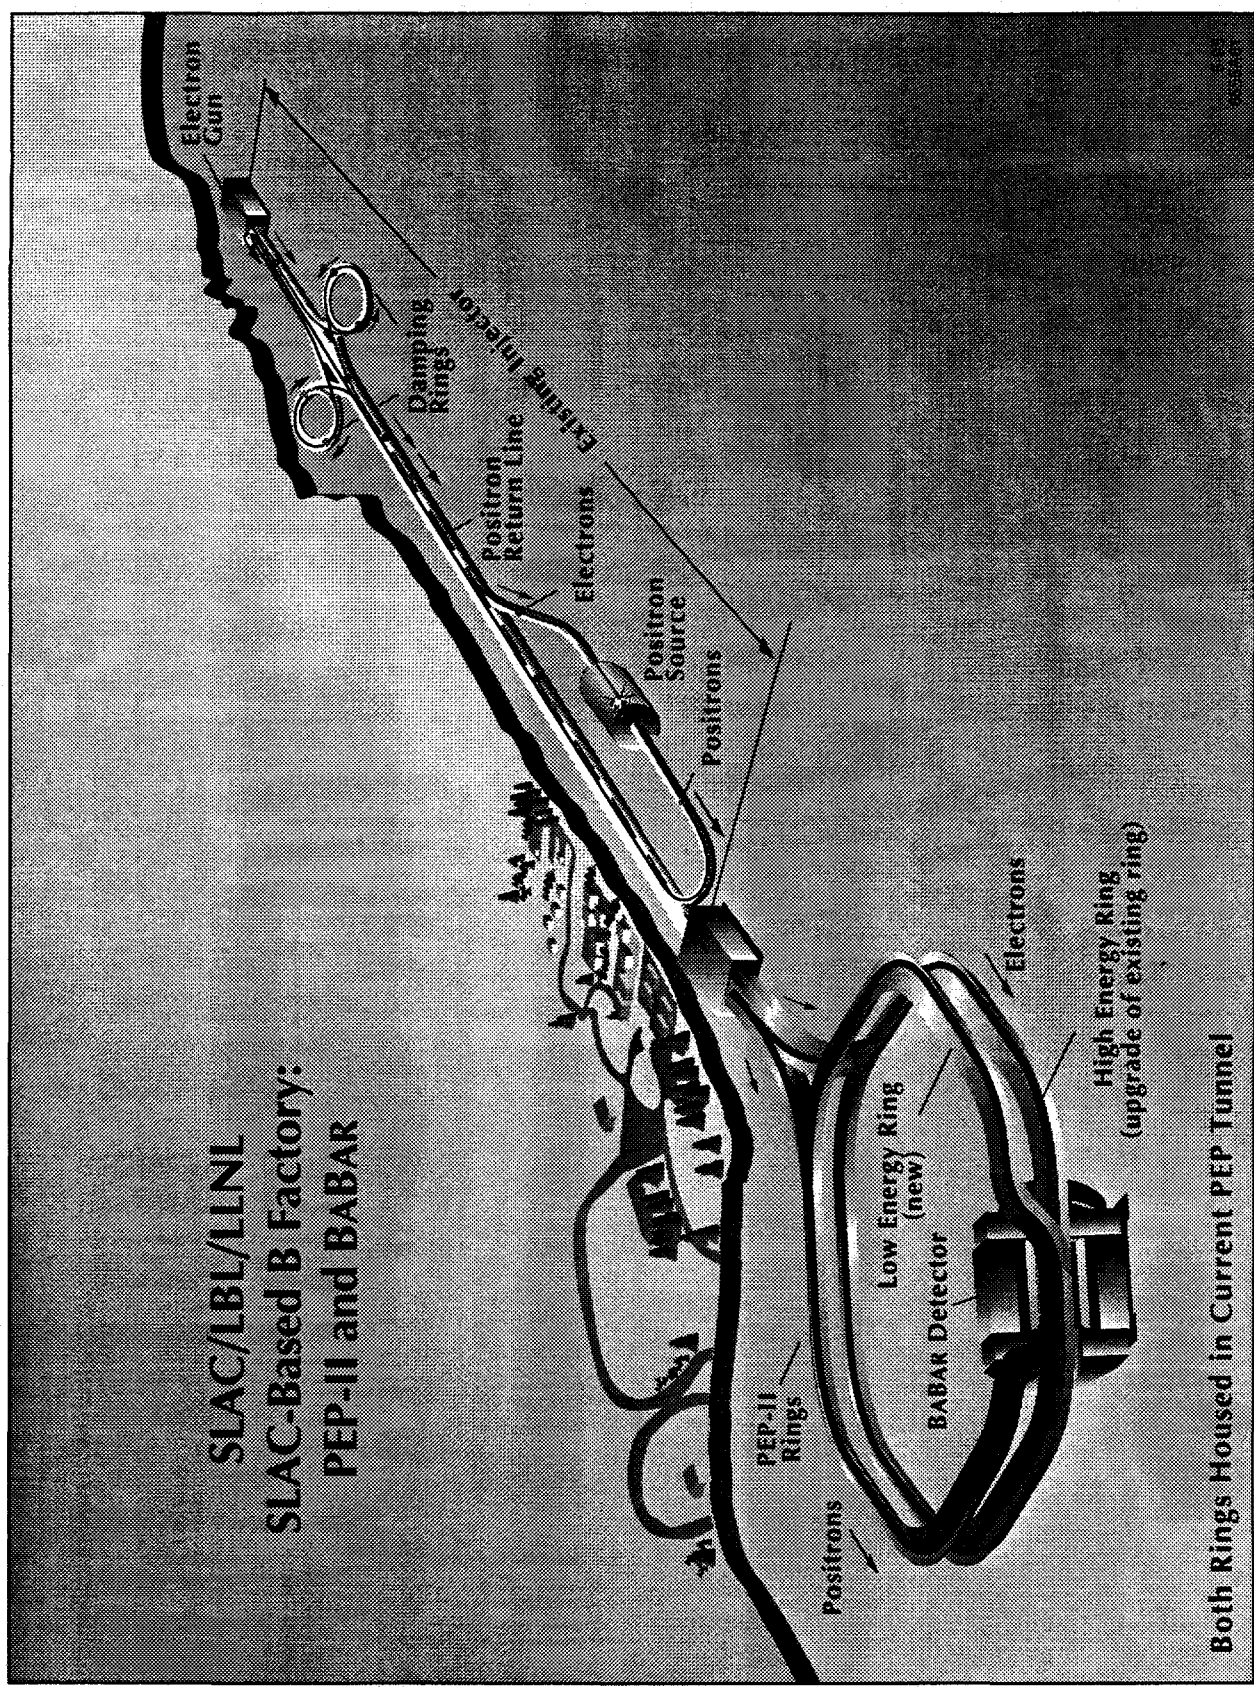 SLAC/LBL/LLNL
SLAC-Based B Factory:
PEP-II and BABAR
Electron
Gun
Damping
Rings
Existing Injector
Positron
Return Line
Electrons
Positron
Source
Positrons
Electrons
High Energy Ring
(upgrade of existing ring)
Low Energy Ring
(new)
BABAR Detector
PEP-II
Rings
Positrons
Both Rings Housed in Current PEP Tunnel